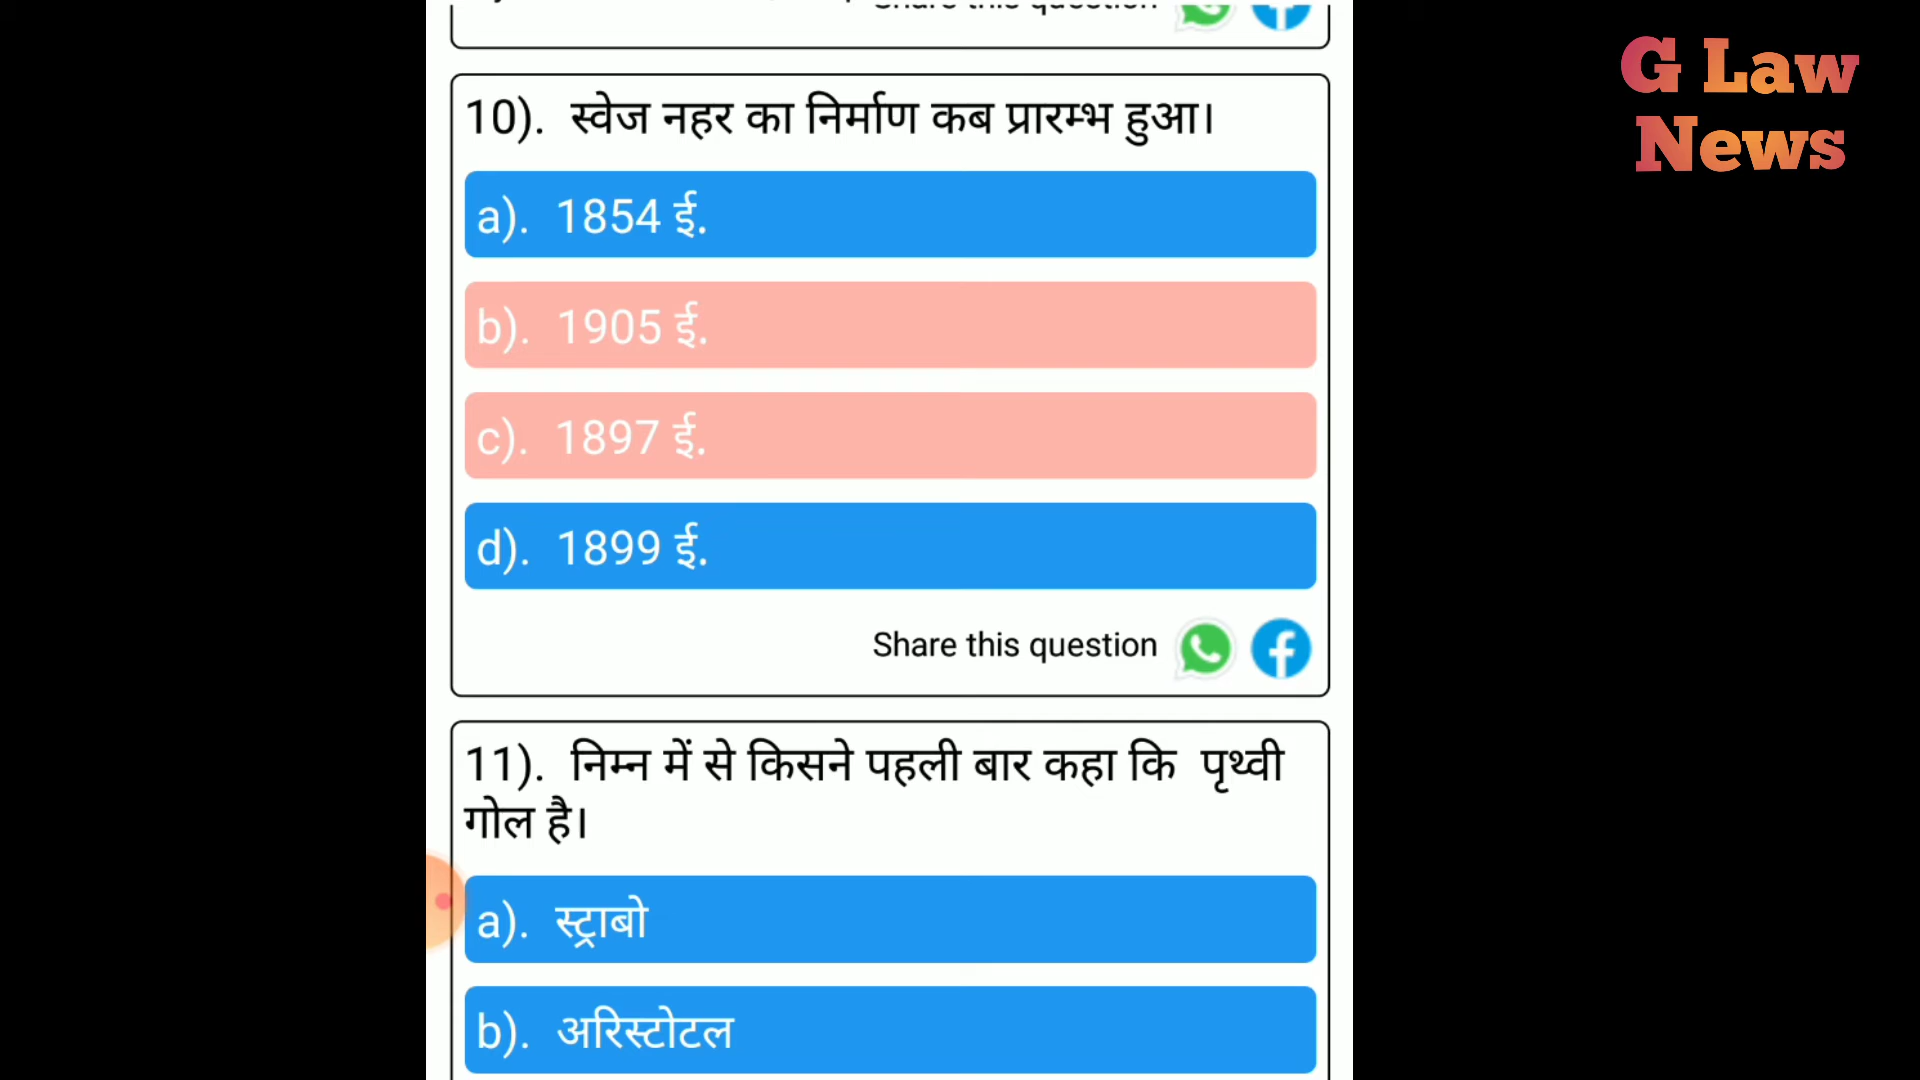 G Law
News
10). स्वेज नहर का निर्माण कब प्रारम्भ हुआ।
a). 1854 ई.
b). 1905 ई.
c). 1897 ई.
d). 1899 ई.
Share this question
11). निम्न में से किसने पहली बार कहा कि पृथ्वी
गोल है।
a). स्ट्राबो
b). अरिस्टोटल